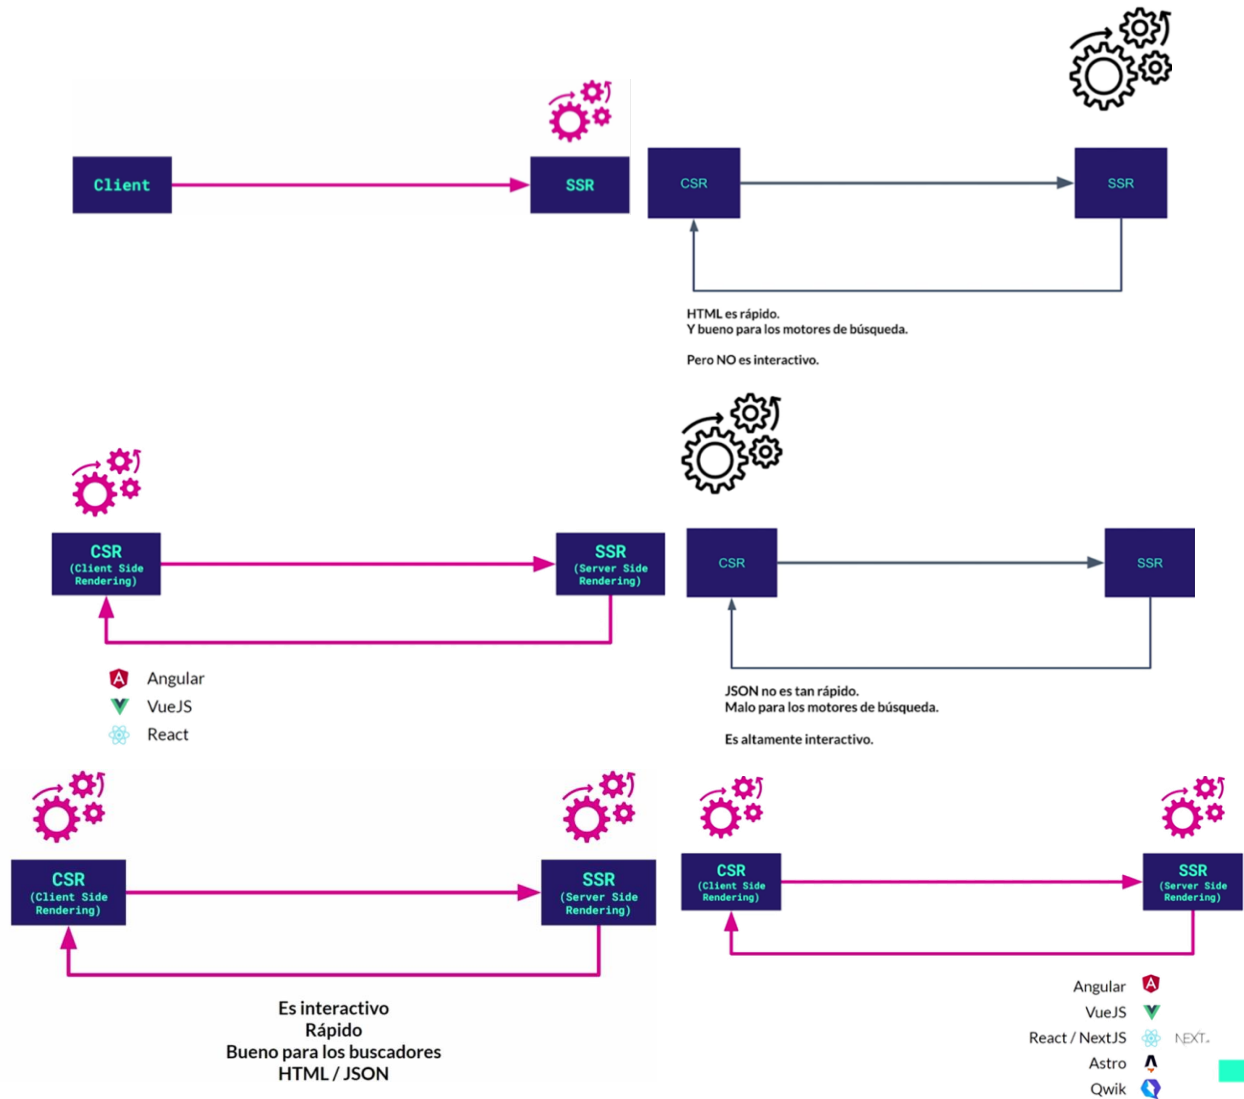 Client
SSR
CSR
SSR
HTML es rápido.
Y bueno para los motores de búsqueda.
Pero NO es interactivo.
CSR
(Client Side
Rendering)
SSR
(Server Side
Rendering)
Angular
VueJS
React
CSR
SSR
JSON no es tan rápido.
Malo para los motores de búsqueda.
Es altamente interactivo.
CSR
(Client Side
Rendering)
SSR
(Server Side
Rendering)
Es interactivo
Rápido
Bueno para los buscadores
HTML / JSON
CSR
(Client Side
Rendering)
SSR
(Server Side
Rendering)
Angular
VueJS
React / NextJS NEXT.JS
Astro
Qwik